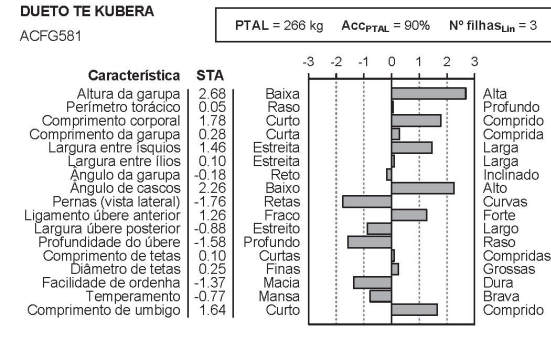 DUETO TE KUBERA
ACFG581
PTAL = 266 kg AccPTAL = 90% Nº filhasLin = 3
Característica STA -3 -2 -1 0 1 2 3
Altura da garupa 2.68 Baixa Alta
Perímetro torácico 0.05 Raso Profundo
Comprimento corporal 1.78 Curto Comprido
Comprimento da garupa 0.28 Curta Comprida
Largura entre ísquios 1.46 Estreita Larga
Largura entre ílios 0.10 Estreita Larga
Ângulo da garupa -0.18 Reto Inclinado
Ângulo de cascos 2.26 Baixo Alto
Pernas (vista lateral) -1.76 Retas Curvas
Ligamento úbere anterior 1.26 Fraco Forte
Largura úbere posterior -0.88 Estreito Largo
Profundidade do úbere -1.58 Profundo Raso
Comprimento de tetas 0.10 Curtas Compridas
Diâmetro de tetas 0.25 Finas Grossas
Facilidade de ordenha -1.37 Macia Dura
Temperamento -0.77 Mansa Brava
Comprimento de umbigo 1.64 Curto Comprido